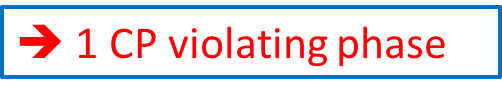 ➔ 1 CP violating phase